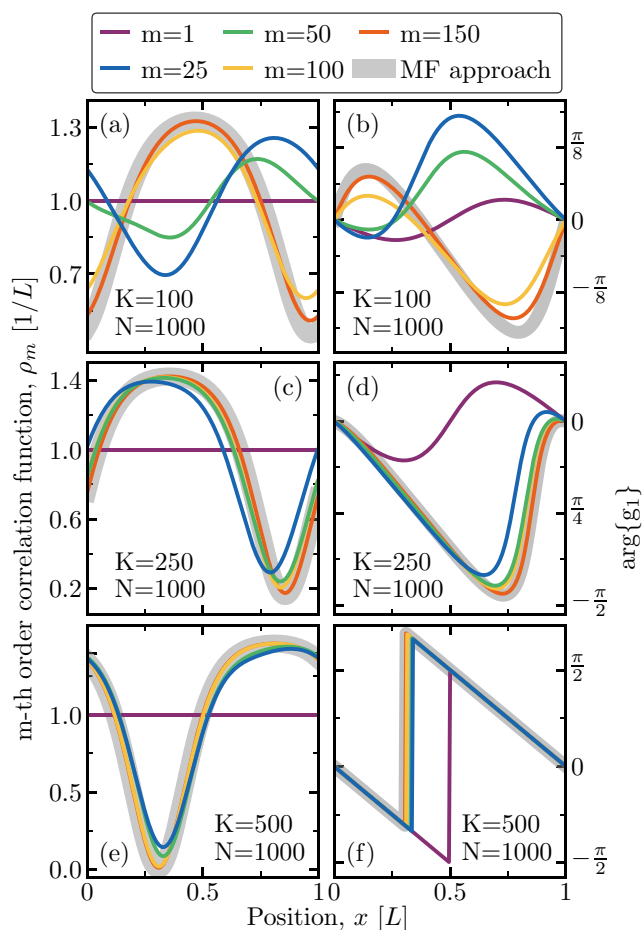 m=1 m=50 m=150
m=25 m=100 MF approach
m-th order correlation function, ρₘ [1/L]
(a)
1.3
1.0
0.7
K=100
N=1000
(b)
π/8
0
−π/8
K=100
N=1000
(c)
1.4
1.0
0.6
0.2
K=250
N=1000
(d)
0
π/4
−π/2
K=250
N=1000
arg{g₁}
(e)
1.0
0.5
0.0
K=500
N=1000
0 0.5 1
(f)
π/2
0
−π/2
K=500
N=1000
0 0.5 1
Position, x [L]